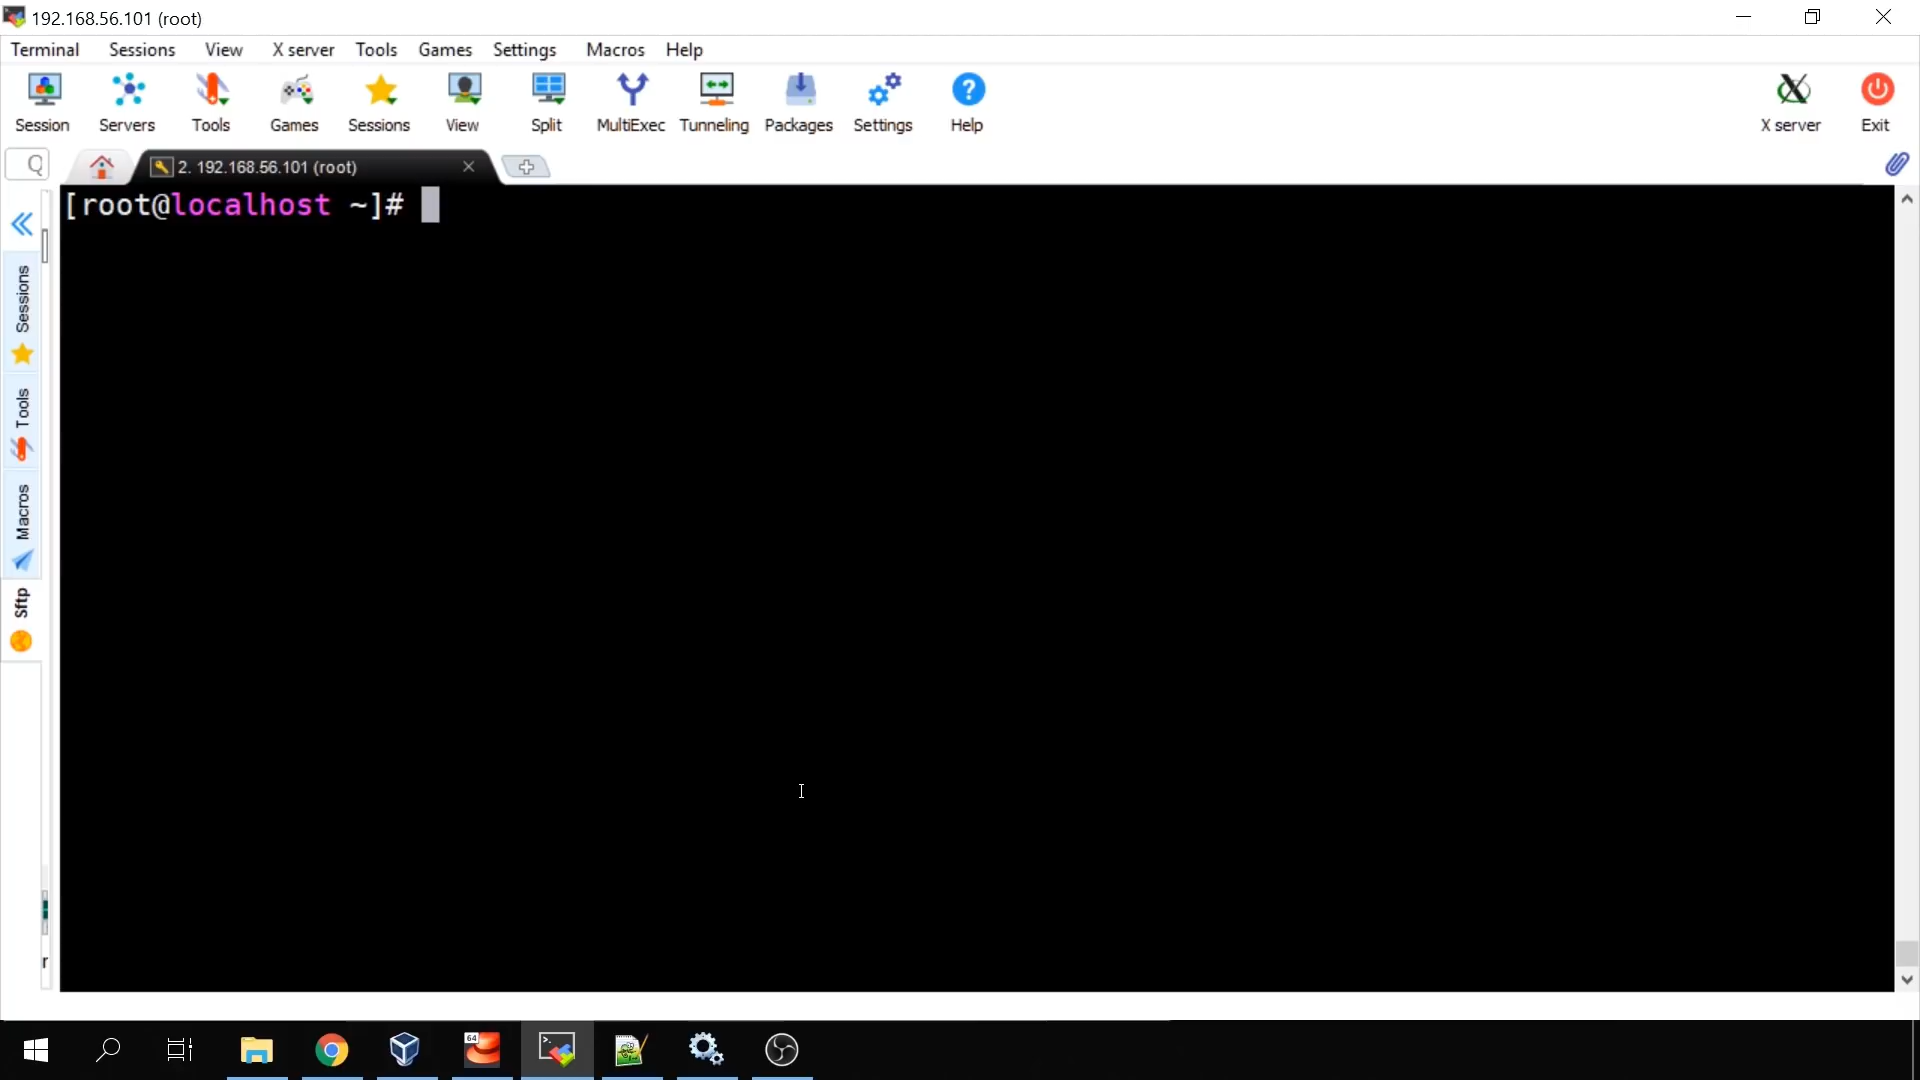 192.168.56.101 (root)
Terminal Sessions View X server Tools Games Settings Macros Help
Session Servers Tools Games Sessions View Split MultiExec Tunneling Packages Settings Help X server Exit
2. 192.168.56.101 (root)
[root@localhost ~]#
Sessions
Tools
Macros
Sftp
r
64